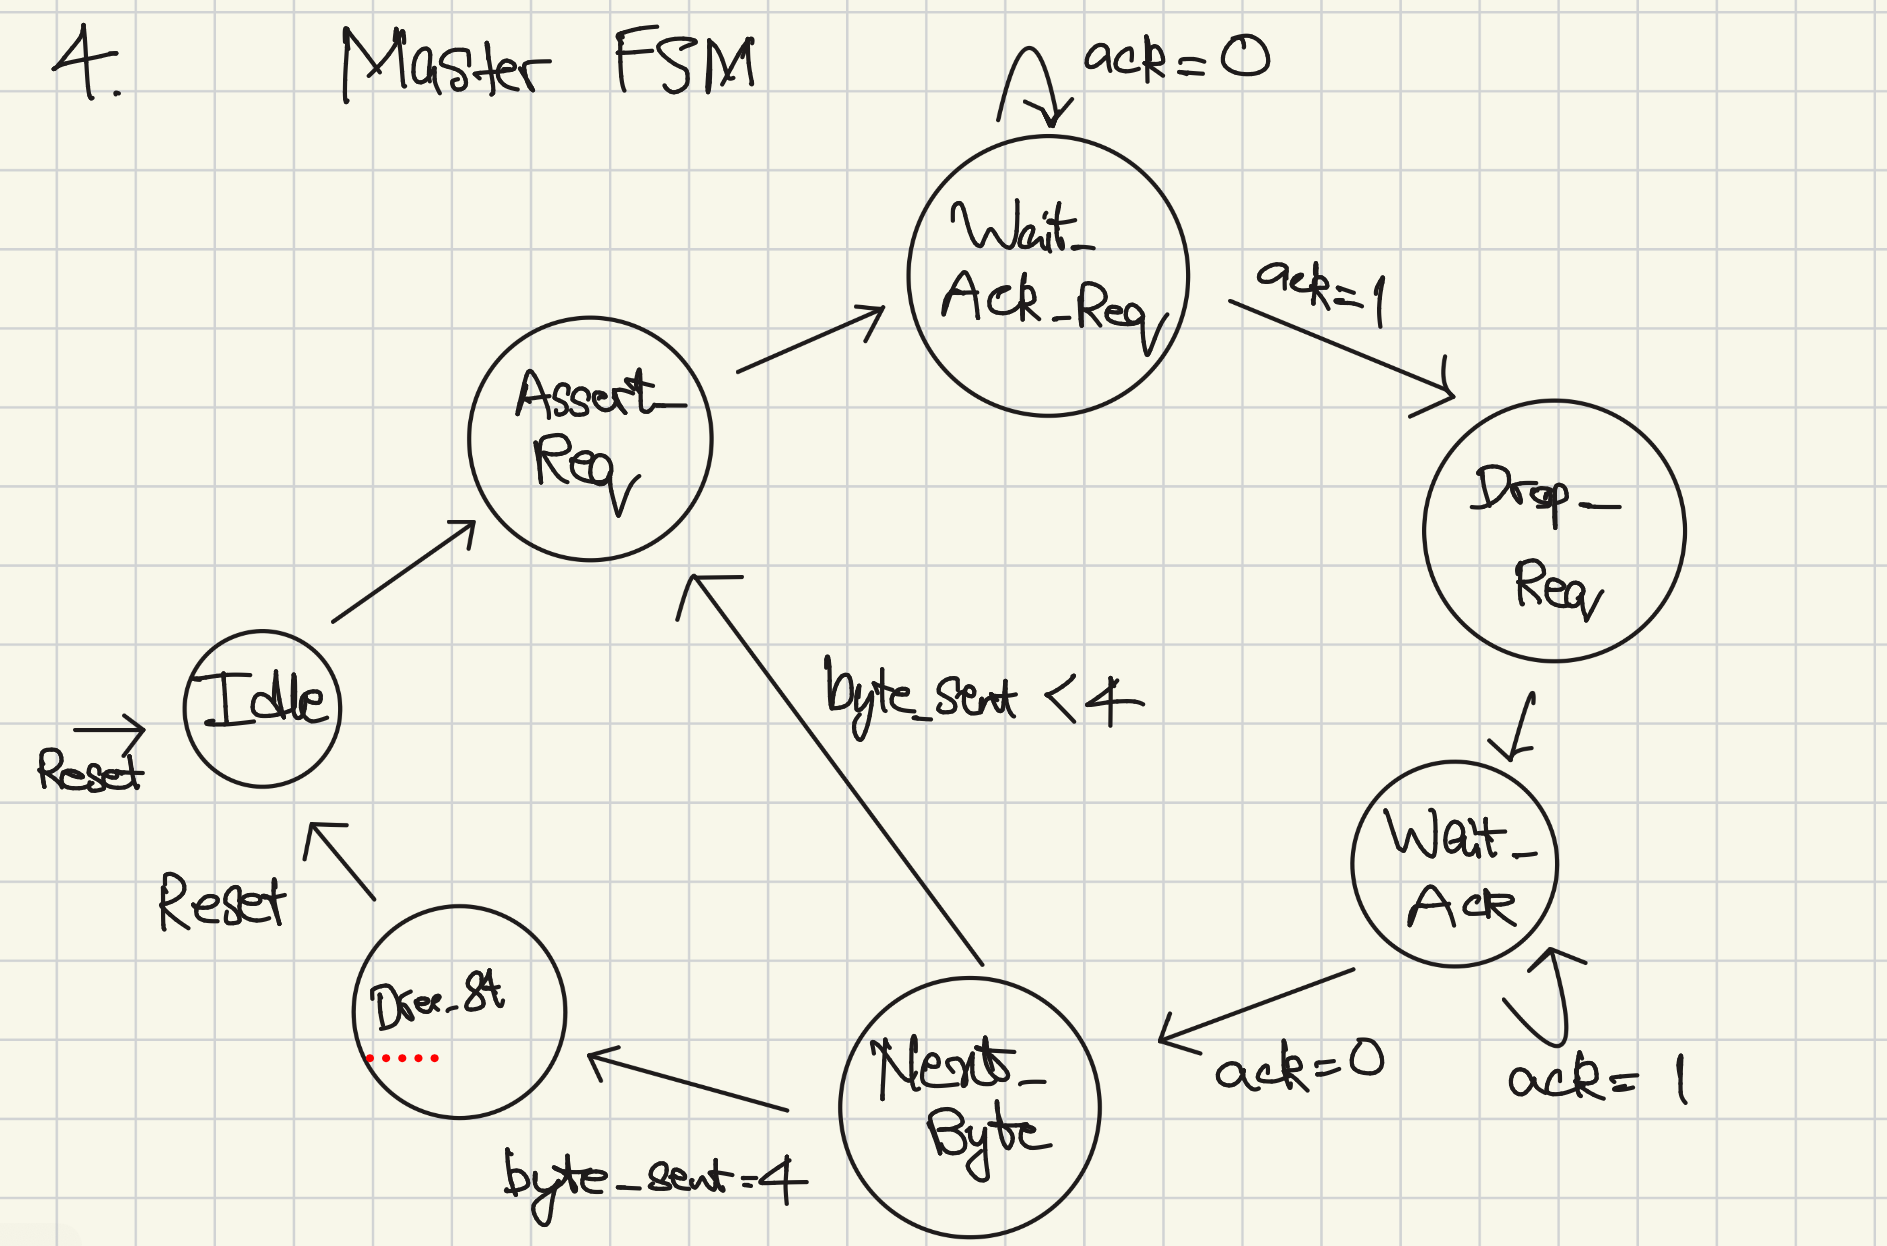 4. Master FSM
ack=0
Wait_
Ack_Req
ack=1
Assert_
Req
Drop_
Req
Idle
Reset
byte_sent <4
Wait_
Ack
Reset
ack=0
ack=1
Next_
Byte
byte_sent=4